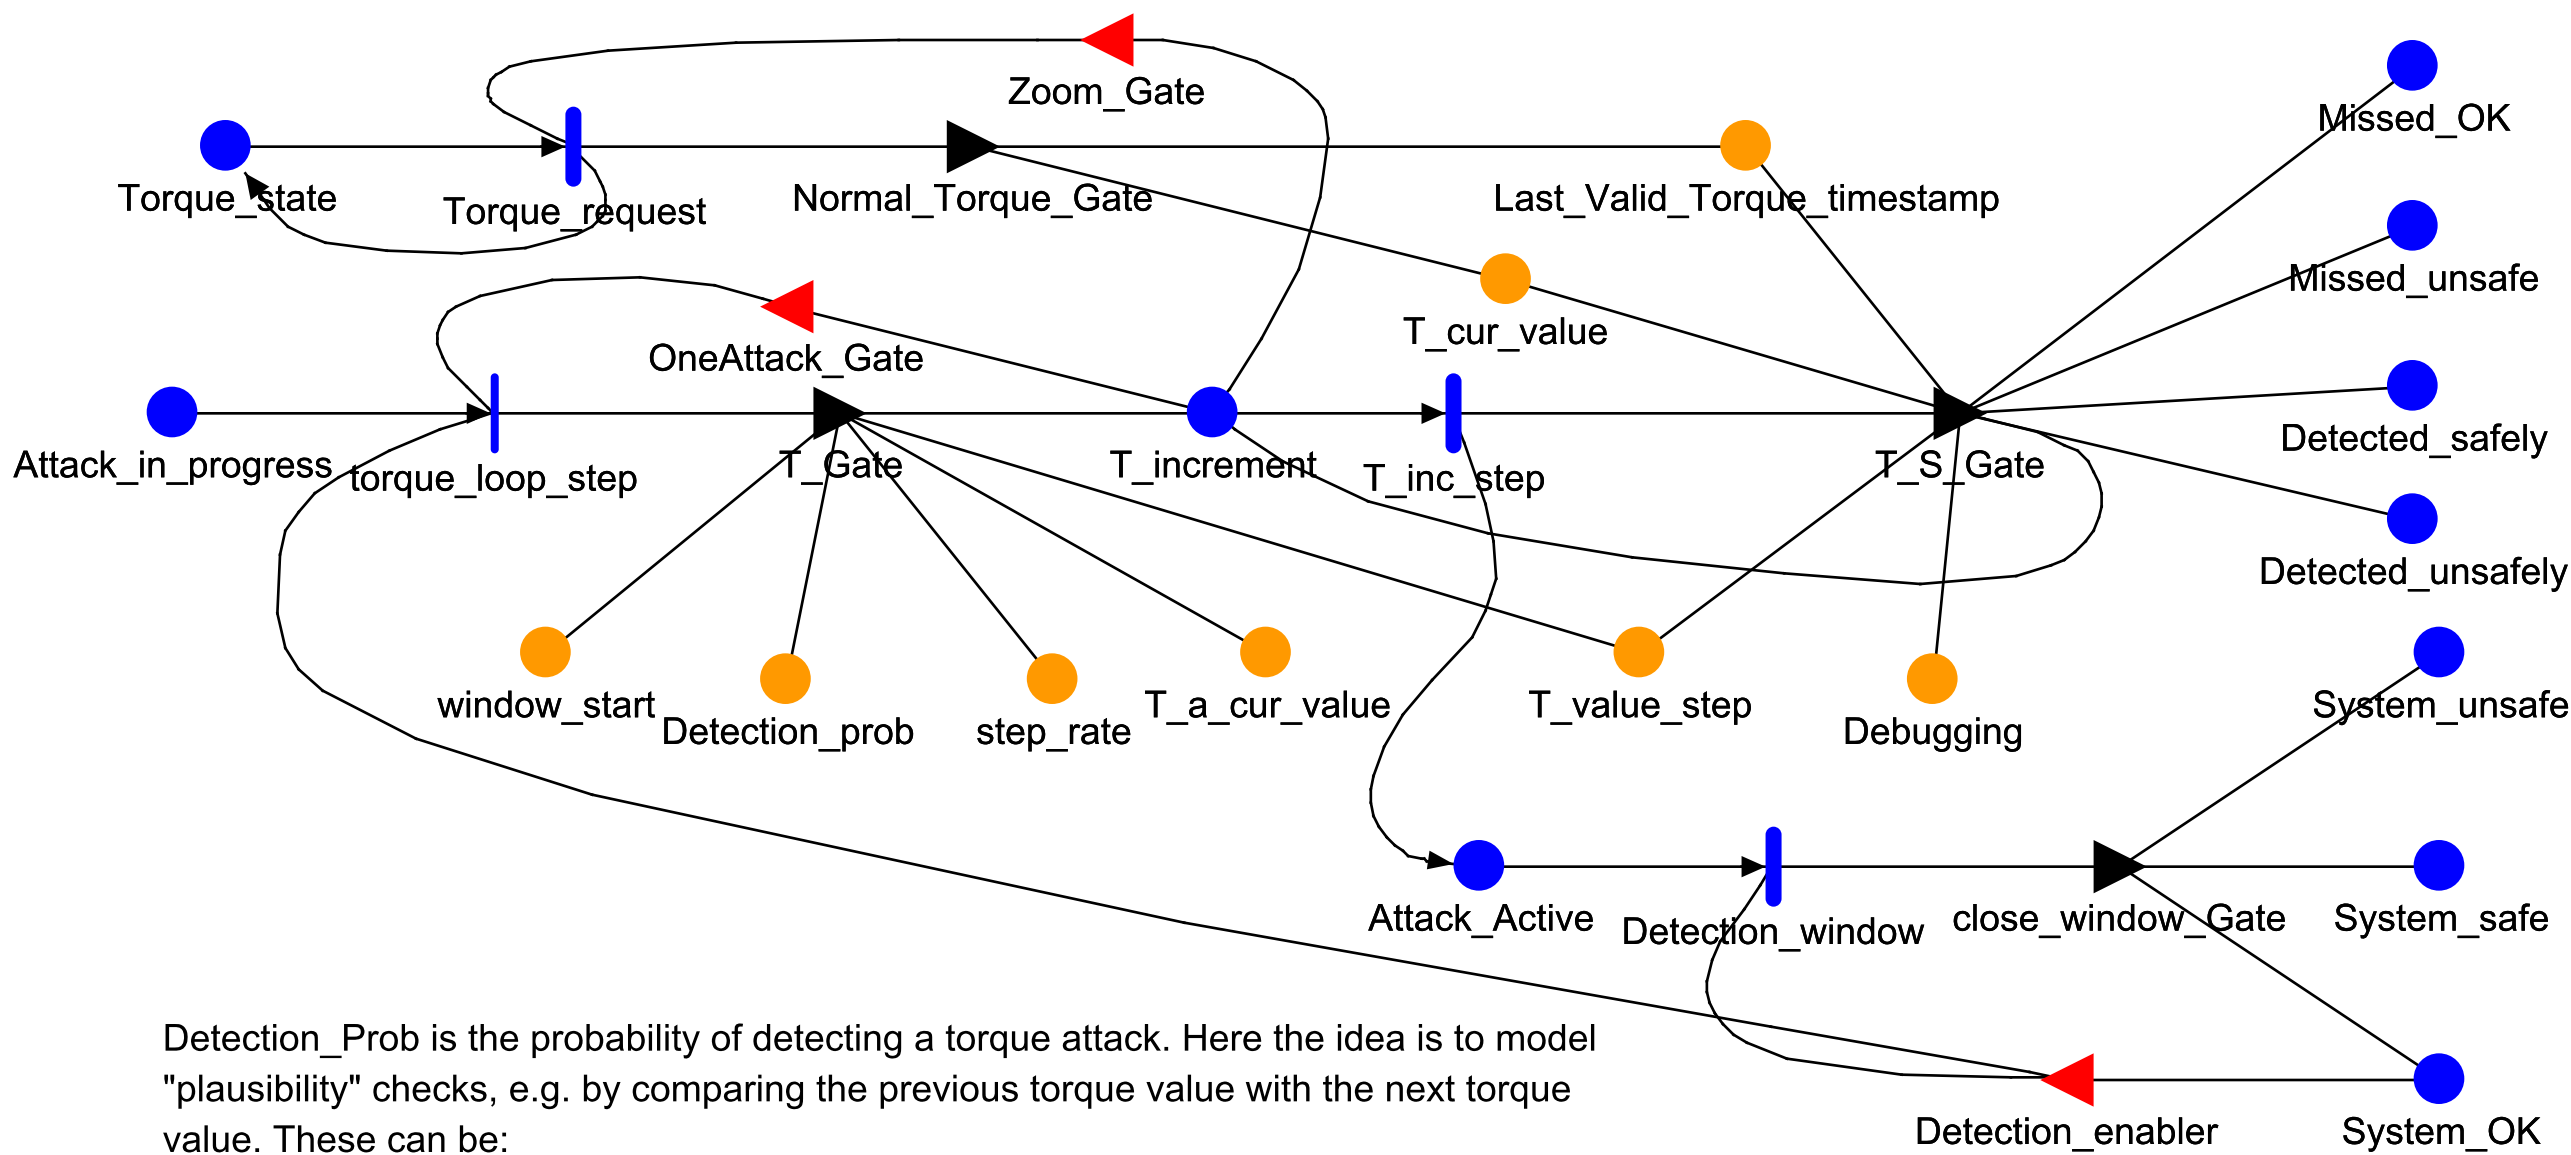 Zoom_Gate
Missed_OK
Torque_state
Torque_request
Normal_Torque_Gate
Last_Valid_Torque_timestamp
Missed_unsafe
T_cur_value
OneAttack_Gate
Detected_safely
Attack_in_progress
torque_loop_step
T_Gate
T_increment
T_inc_step
T_S_Gate
Detected_unsafely
window_start
Detection_prob
step_rate
T_a_cur_value
T_value_step
Debugging
System_unsafe
Attack_Active
Detection_window
close_window_Gate
System_safe
Detection_enabler
System_OK
Detection_Prob is the probability of detecting a torque attack. Here the idea is to model
"plausibility" checks, e.g. by comparing the previous torque value with the next torque
value. These can be: